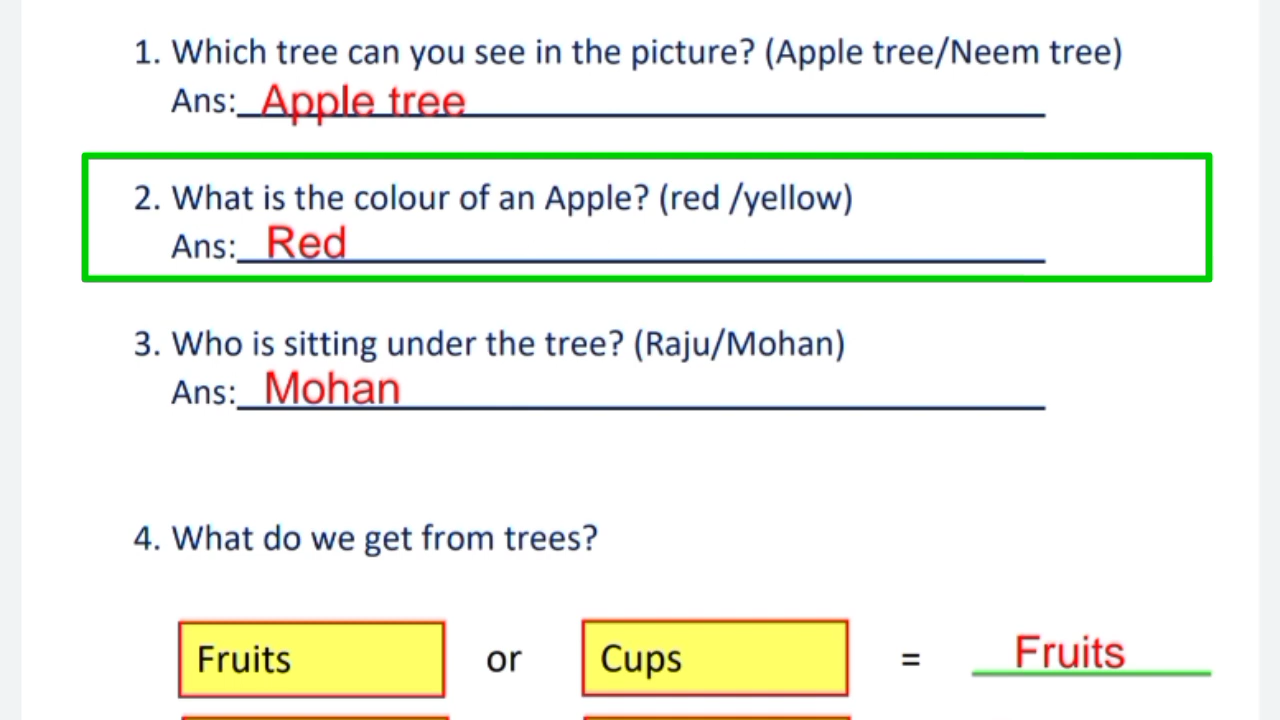 1. Which tree can you see in the picture? (Apple tree/Neem tree)
Ans: Apple tree
2. What is the colour of an Apple? (red /yellow)
Ans: Red
3. Who is sitting under the tree? (Raju/Mohan)
Ans: Mohan
4. What do we get from trees?
Fruits or Cups = Fruits